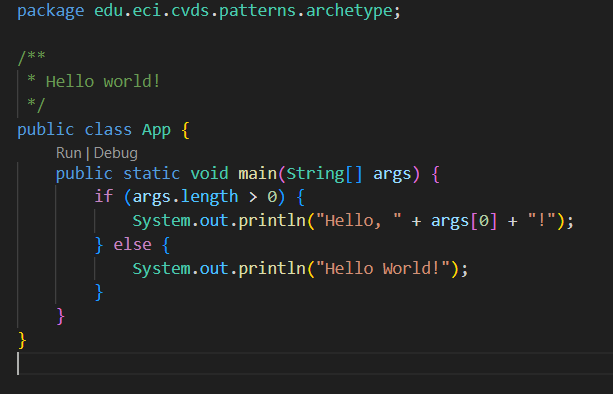 package edu.eci.cvds.patterns.archetype;
/**
 * Hello world!
 */
public class App {
Run | Debug
public static void main(String[] args) {
if (args.length > 0) {
System.out.println("Hello, " + args[0] + "!");
} else {
System.out.println("Hello World!");
}
}
}